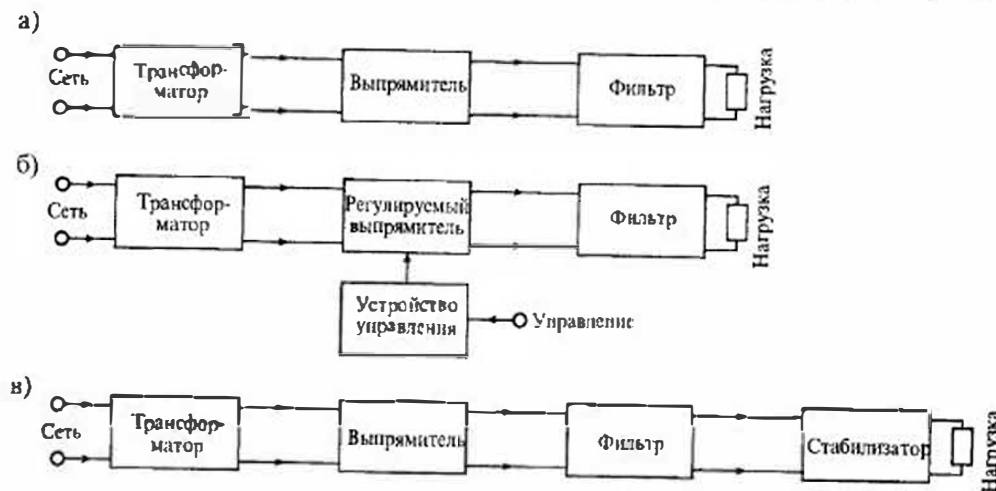 а)
Сеть
Трансфор-
матор
Выпрямитель
Фильтр
Нагрузка
б)
Сеть
Трансфор-
матор
Регулируемый
выпрямитель
Фильтр
Нагрузка
Устройство
управления
Управление
в)
Сеть
Трансфор-
матор
Выпрямитель
Фильтр
Стабилизатор
Нагрузка